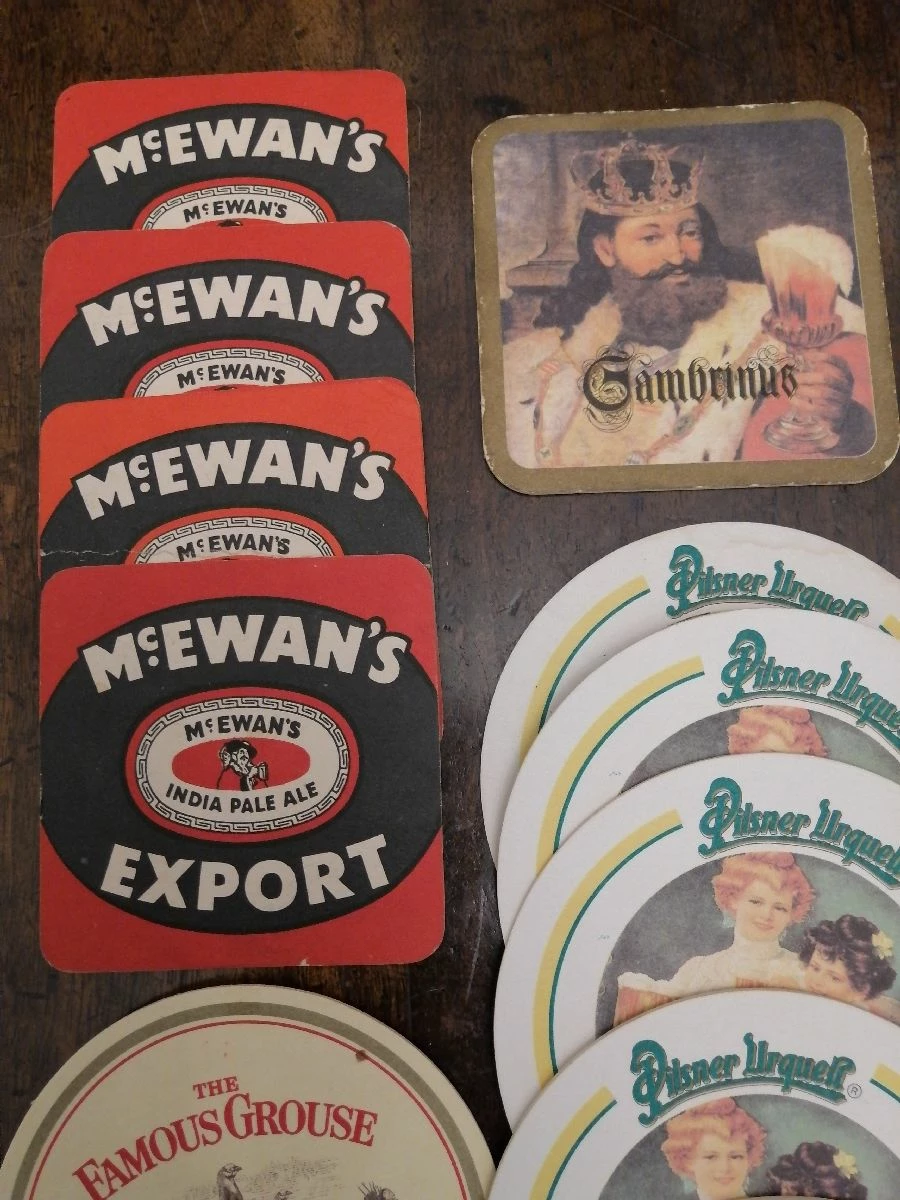 McEWAN'S
McEWAN'S
McEWAN'S
McEWAN'S
McEWAN'S
McEWAN'S
McEWAN'S
McEWAN'S
INDIA PALE ALE
EXPORT
THE
FAMOUS GROUSE
Gambrinus
Pilsner Urquell
Pilsner Urque
Pilsner Urquell
Pilsner Urquell ®